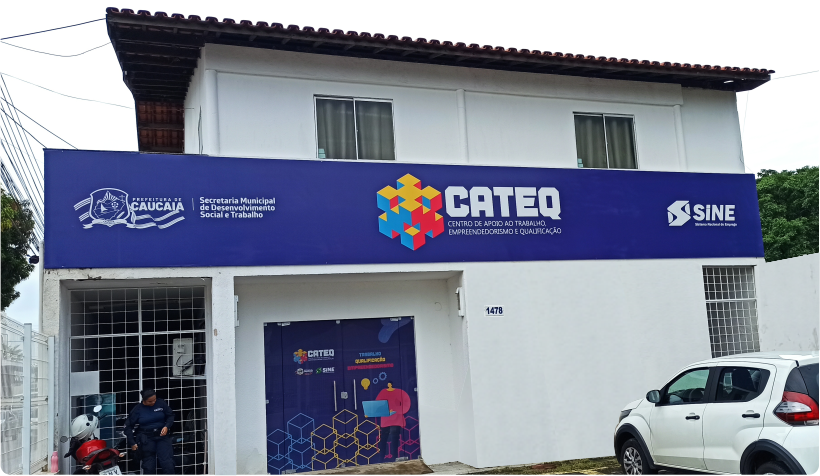 PREFEITURA DE
CAUCAIA
Secretaria Municipal
de Desenvolvimento
Social e Trabalho
CATEQ
CENTRO DE APOIO AO TRABALHO,
EMPREENDEDORISMO E QUALIFICAÇÃO
SiNE
Sistema Nacional de Emprego
1478
CATEQ
TRABALHO
QUALIFICAÇÃO
EMPREENDEDORISMO
SiNE